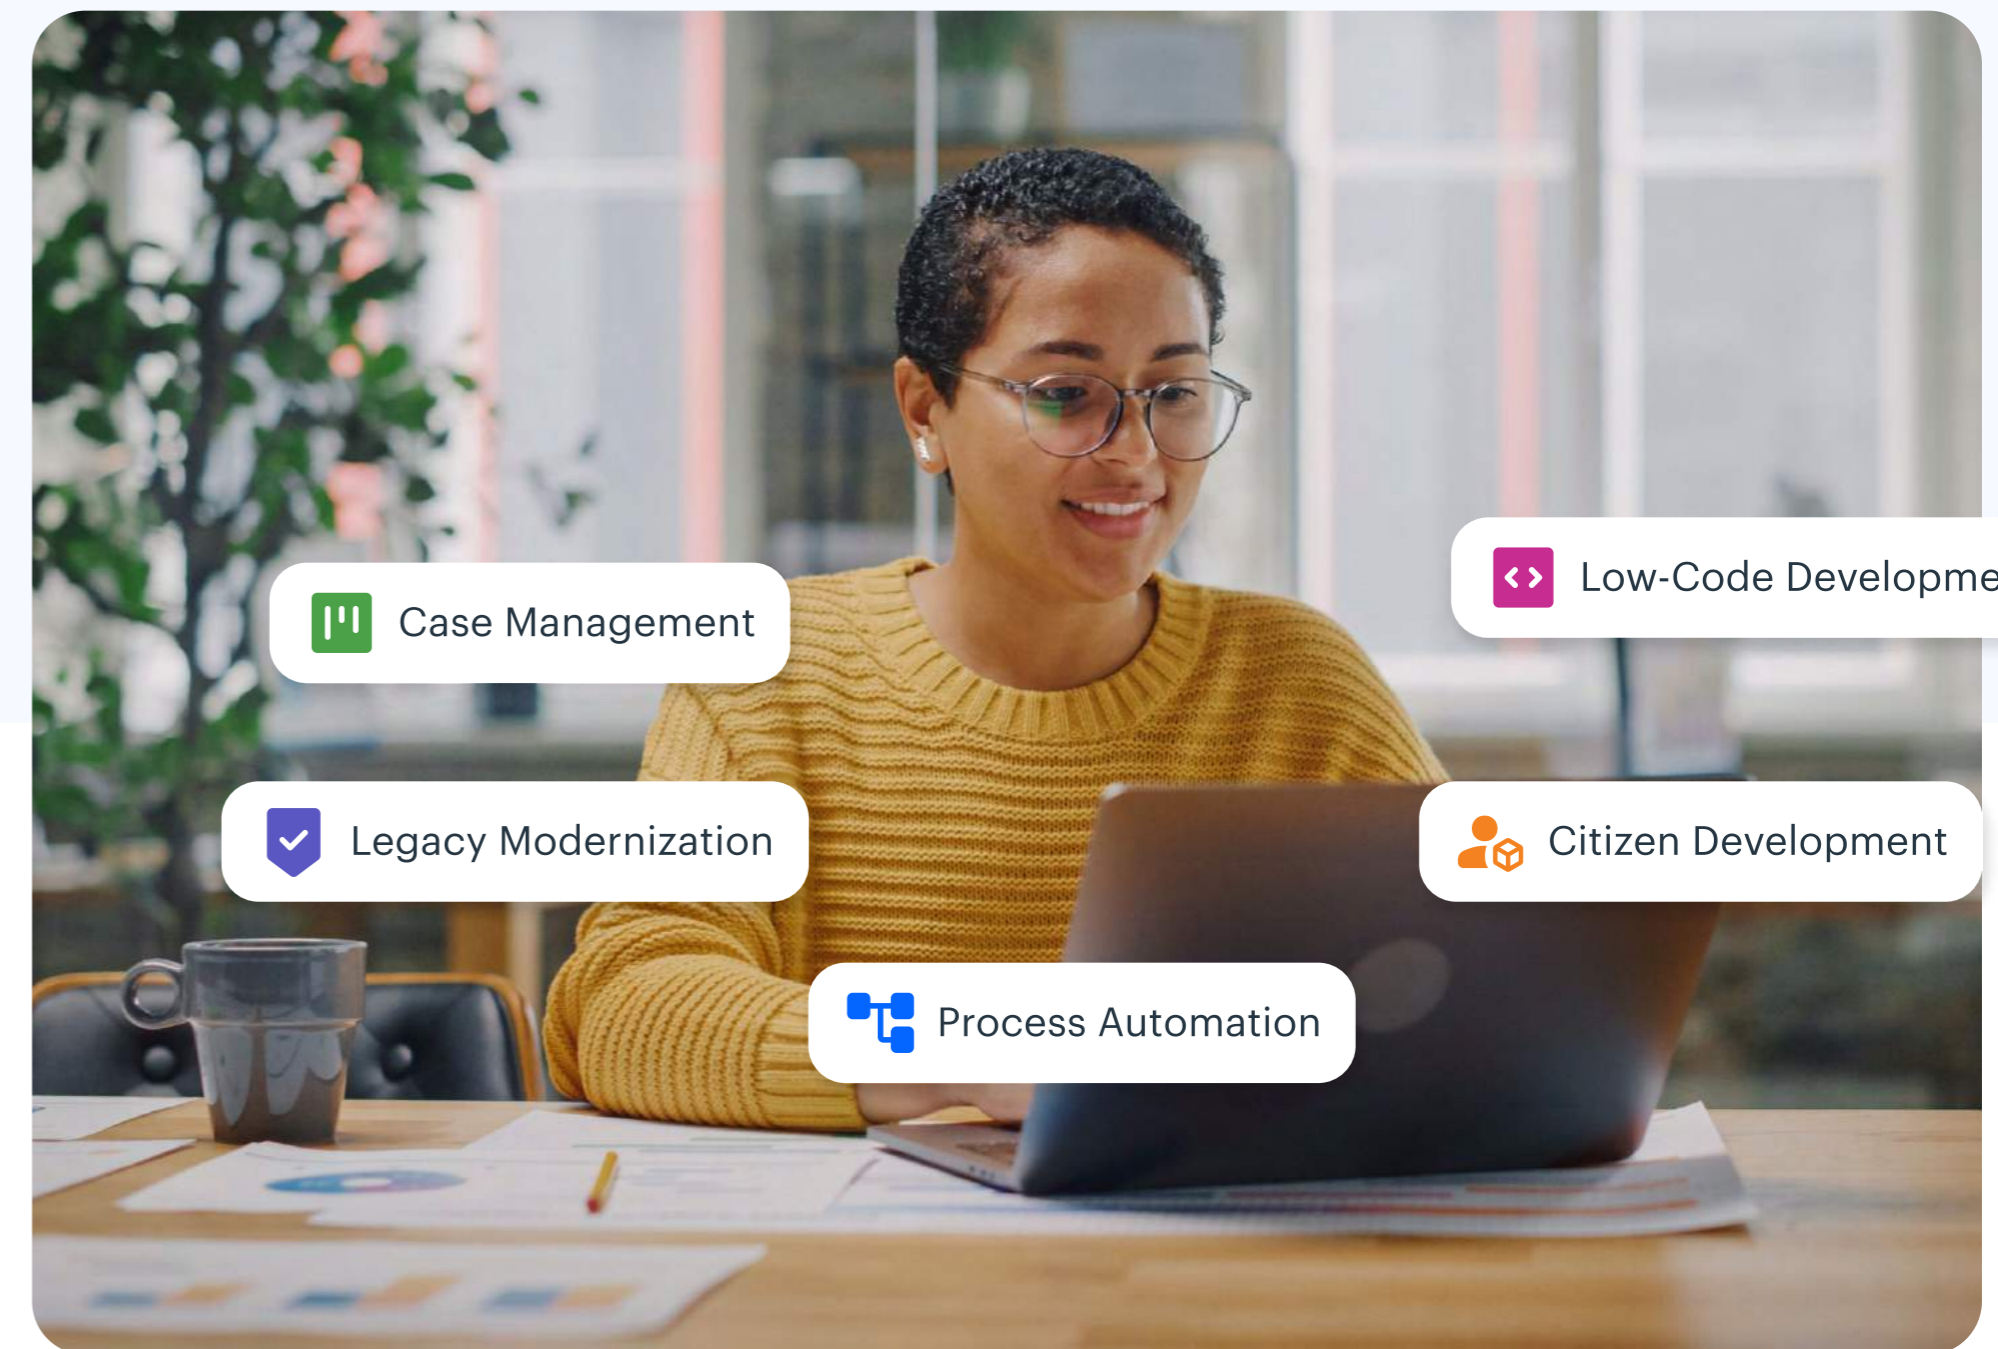 Low-Code Developme
Case Management
Legacy Modernization
Citizen Development
Process Automation